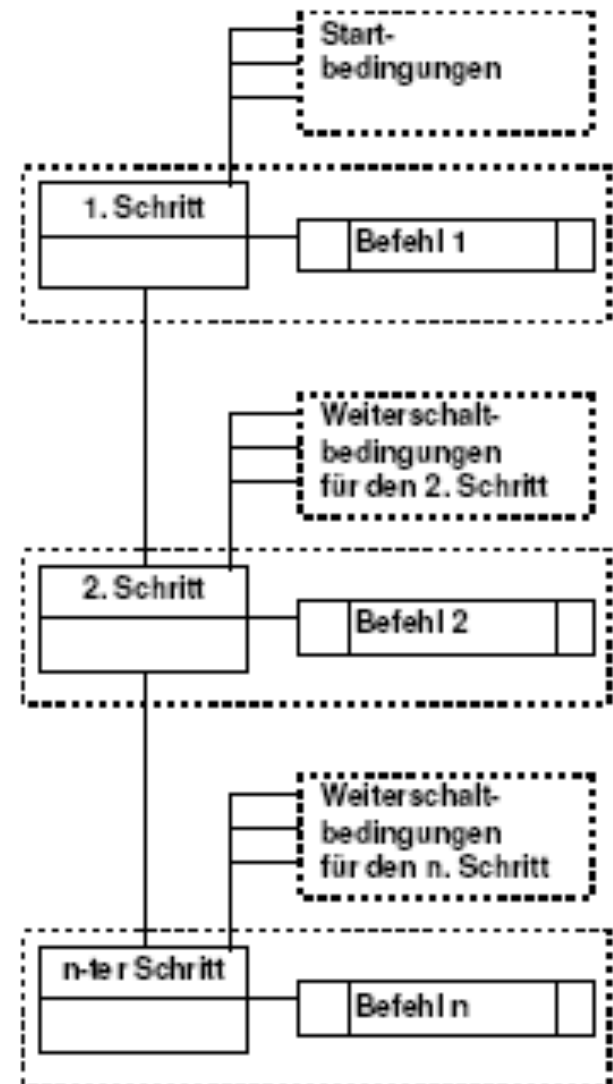 Start-
bedingungen
1. Schritt
Befehl 1
Weiterschalt-
bedingungen
für den 2. Schritt
2. Schritt
Befehl 2
Weiterschalt-
bedingungen
für den n. Schritt
n-ter Schritt
Befehl n